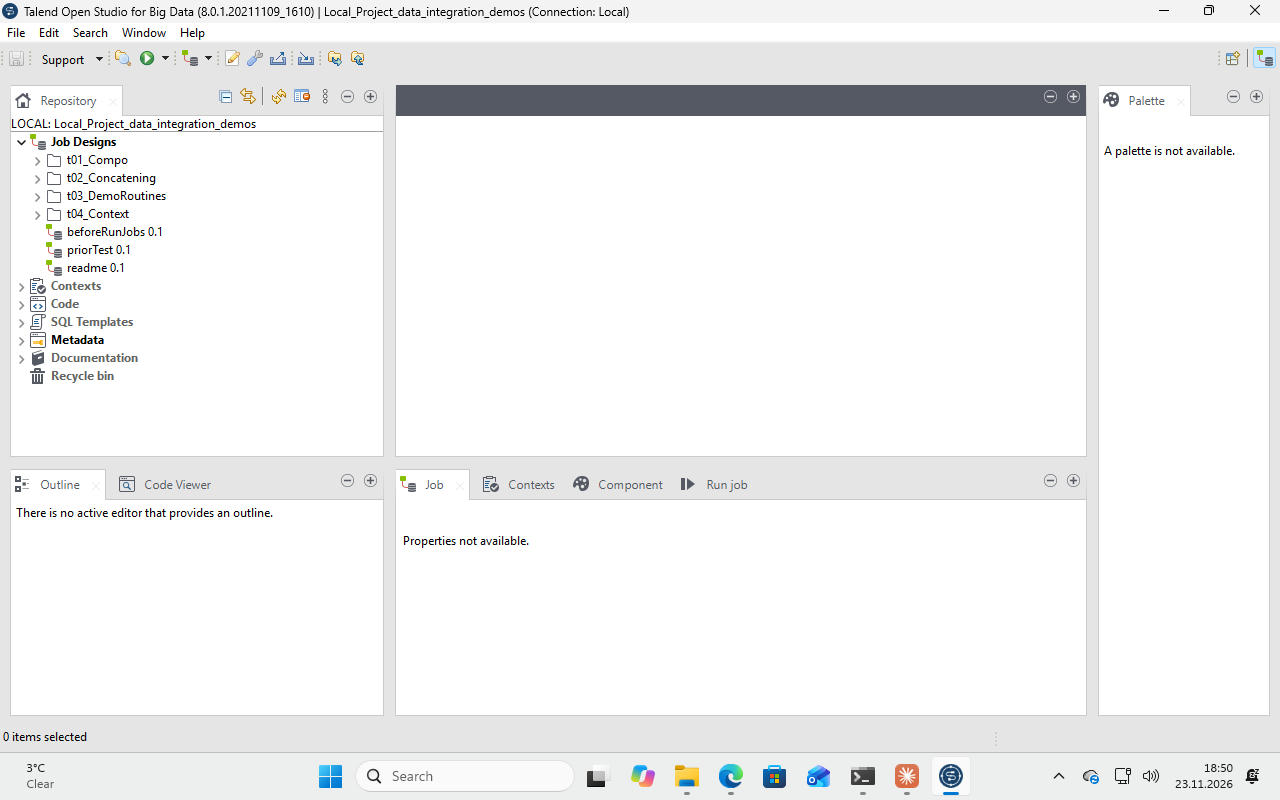 Talend Open Studio for Big Data (8.0.1.20211109_1610) | Local_Project_data_integration_demos (Connection: Local)
File Edit Search Window Help
Support
Repository
LOCAL: Local_Project_data_integration_demos
Job Designs
t01_Compo
t02_Concatening
t03_DemoRoutines
t04_Context
beforeRunJobs 0.1
priorTest 0.1
readme 0.1
Contexts
Code
SQL Templates
Metadata
Documentation
Recycle bin
Palette
A palette is not available.
Outline Code Viewer
There is no active editor that provides an outline.
Job Contexts Component Run job
Properties not available.
0 items selected
3°C
Clear
Search
18:50
23.11.2026